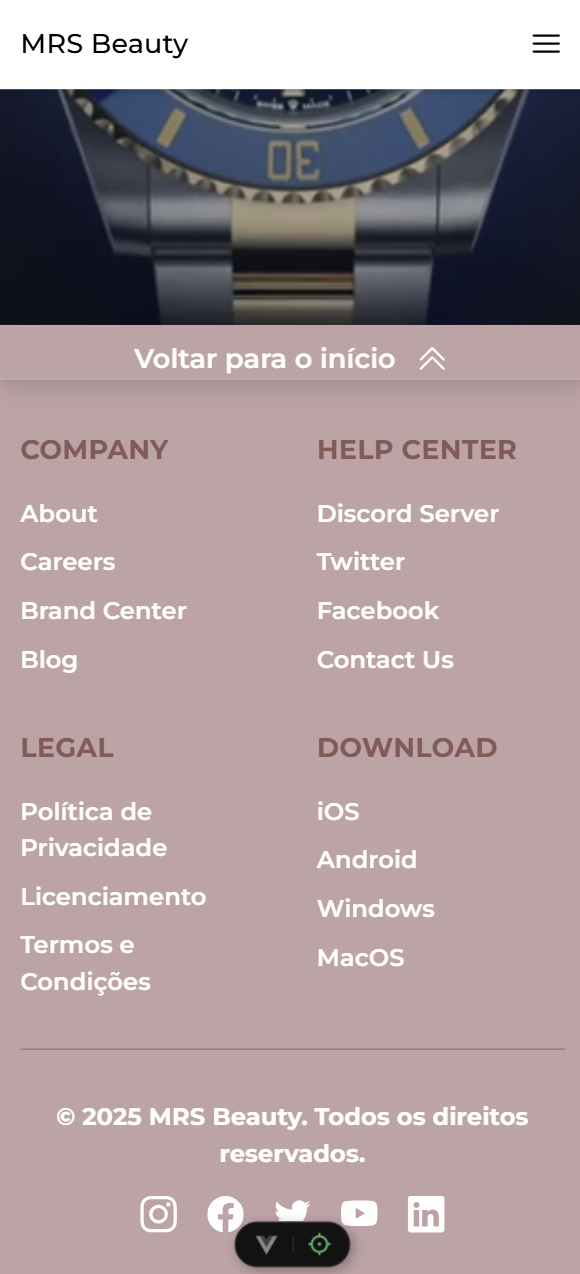 MRS Beauty
30
Voltar para o início
COMPANY
About
Careers
Brand Center
Blog
HELP CENTER
Discord Server
Twitter
Facebook
Contact Us
LEGAL
Política de
Privacidade
Licenciamento
Termos e
Condições
DOWNLOAD
iOS
Android
Windows
MacOS
© 2025 MRS Beauty. Todos os direitos
reservados.